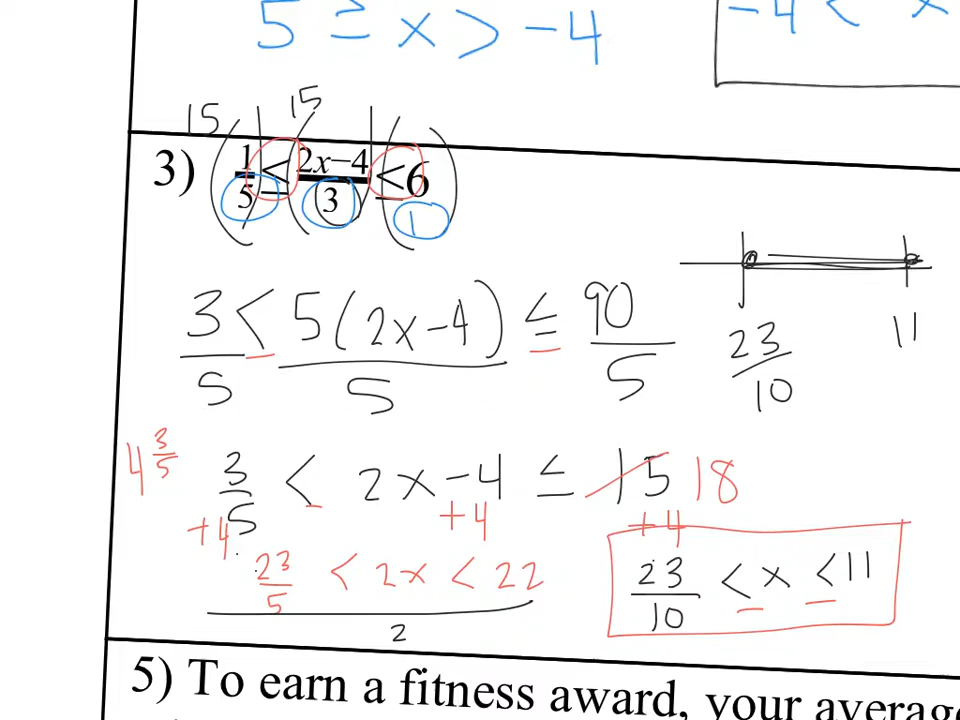 5 ≥ x > -4
-4 < x
15 15
3) 1/5 ≤ 2x-4/3 ≤ 6
1
3/5 ≤ 5(2x-4)/5 ≤ 90/5
23/10 11
4 3/5
3/5 ≤ 2x-4 ≤ 15 18
+4 +4 +4
23/5 < 2x < 22
2
23/10 ≤ x ≤ 11
5) To earn a fitness award, your average